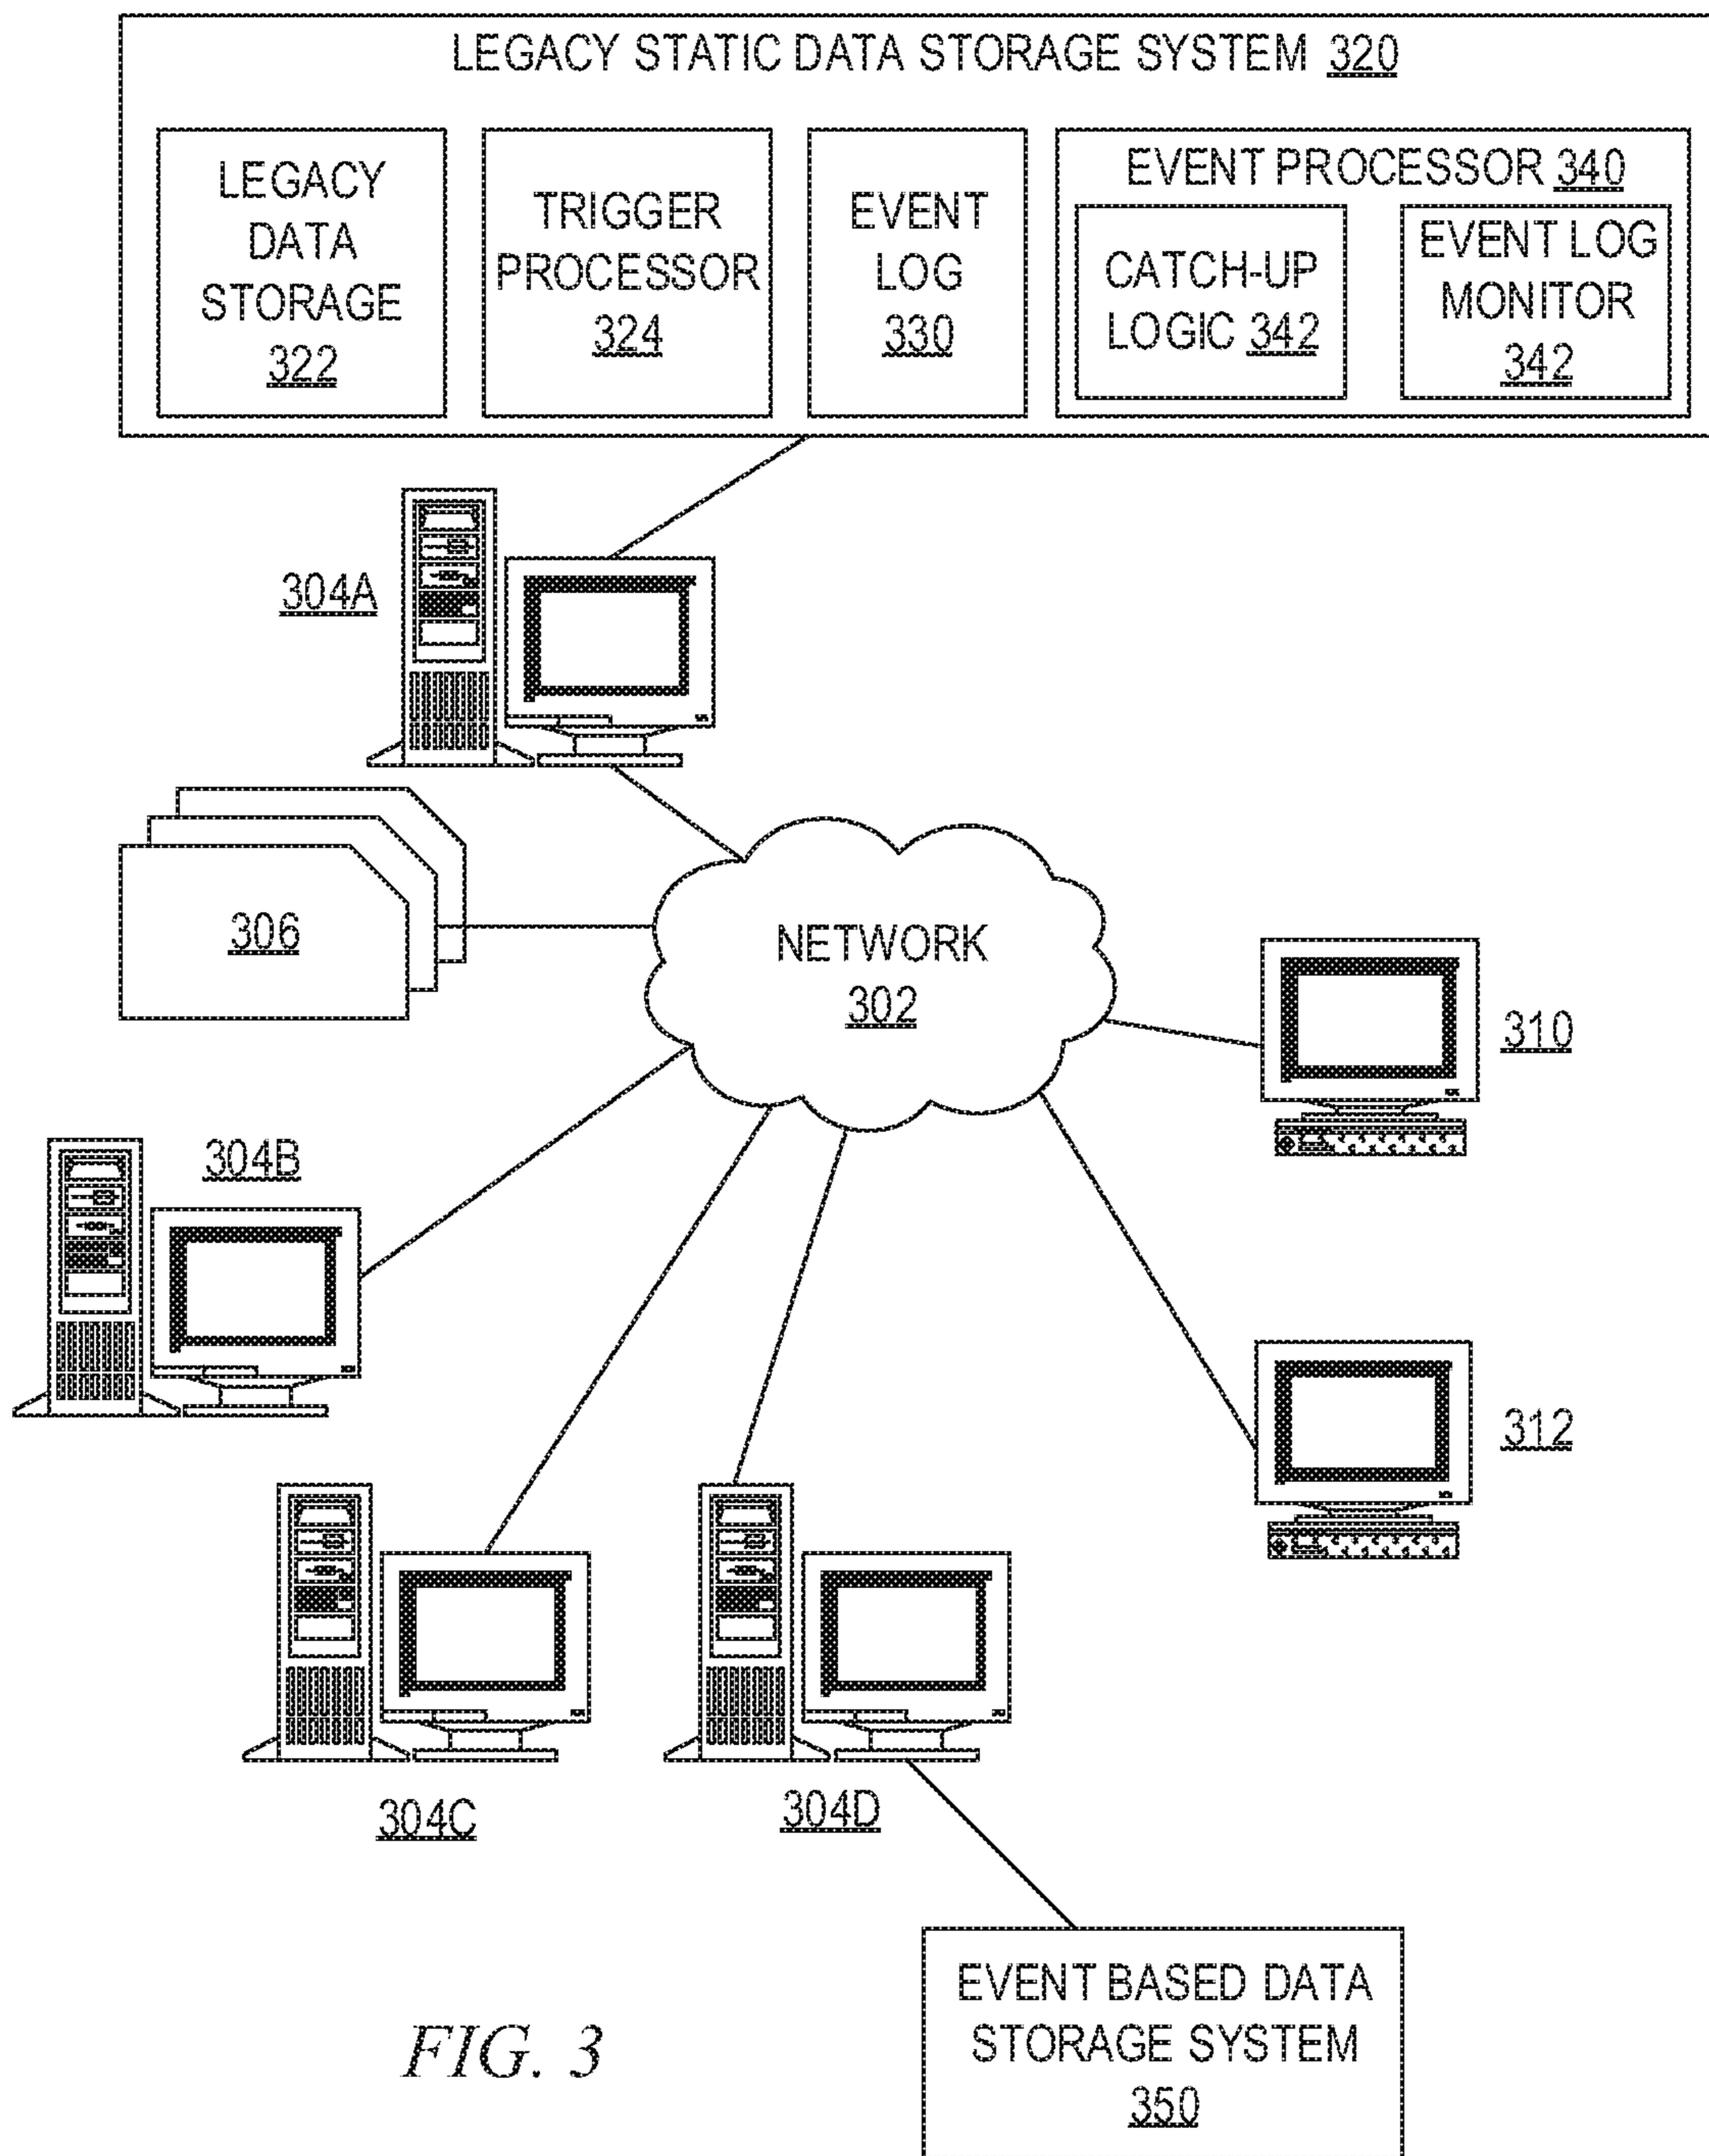 LEGACY STATIC DATA STORAGE SYSTEM 320
LEGACY
DATA
STORAGE
322
TRIGGER
PROCESSOR
324
EVENT
LOG
330
EVENT PROCESSOR 340
CATCH-UP
LOGIC 342
EVENT LOG
MONITOR
342
304A
306
NETWORK
302
310
304B
312
304C
304D
EVENT BASED DATA
STORAGE SYSTEM
350
FIG. 3